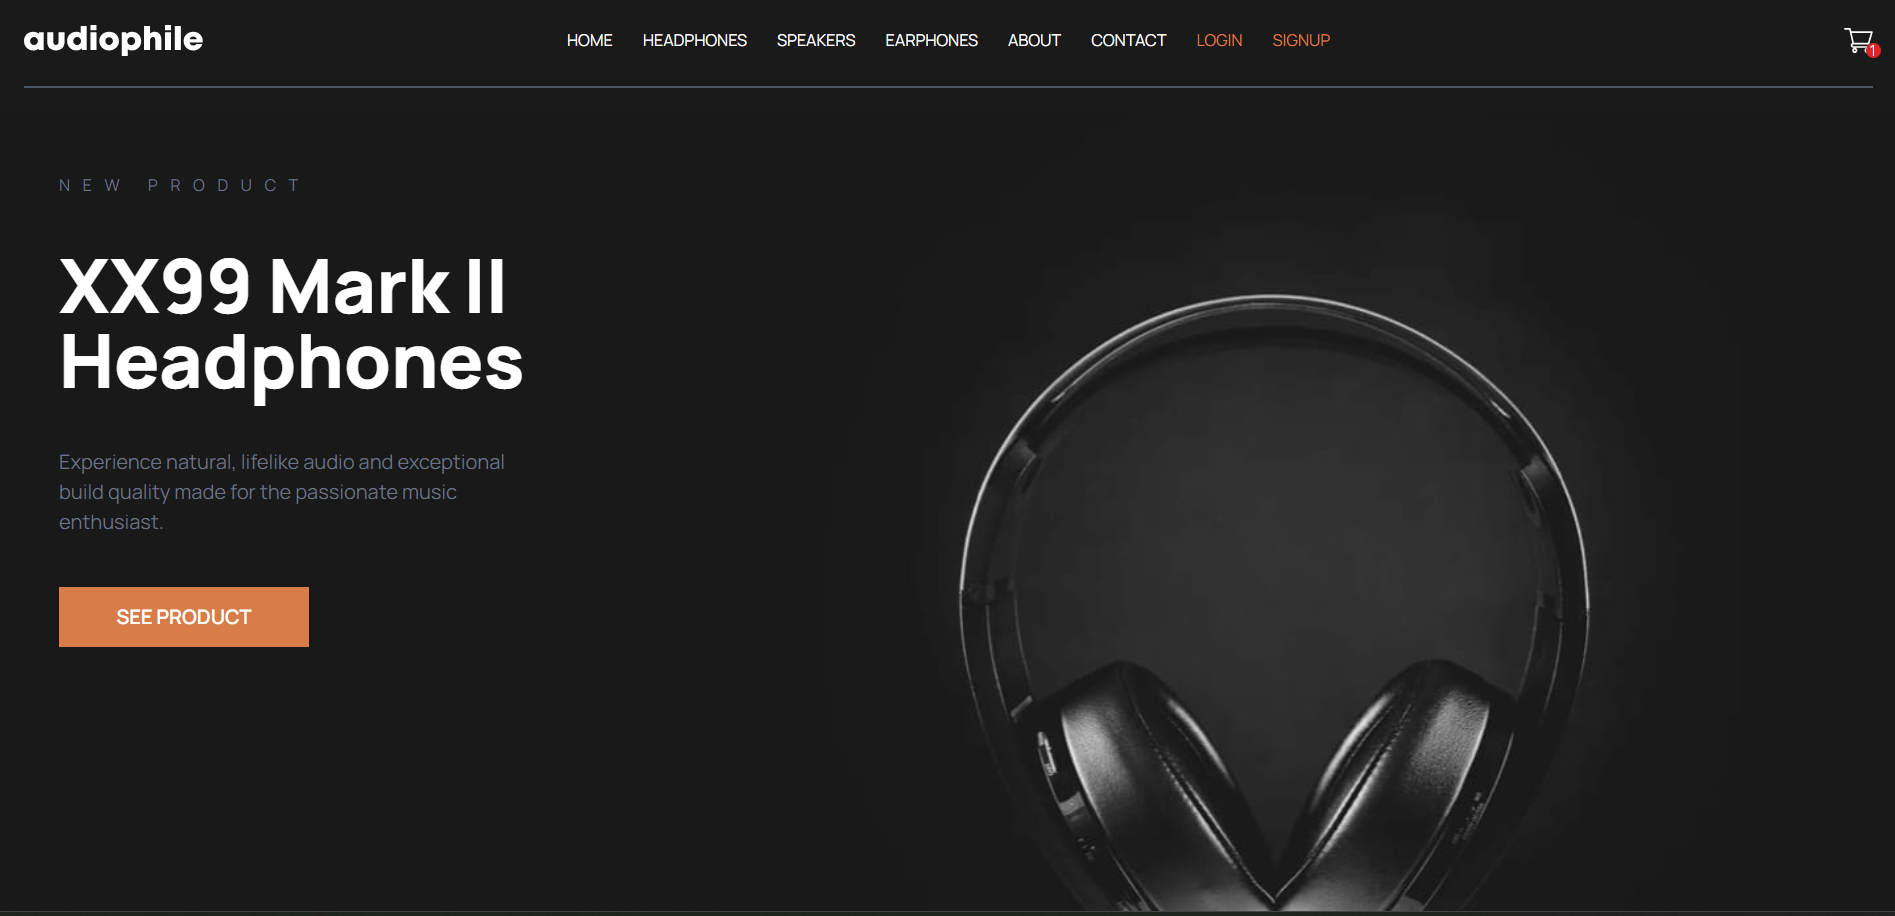 audiophile
HOME HEADPHONES SPEAKERS EARPHONES ABOUT CONTACT LOGIN SIGNUP
1
NEW PRODUCT
XX99 Mark II
Headphones
Experience natural, lifelike audio and exceptional
build quality made for the passionate music
enthusiast.
SEE PRODUCT